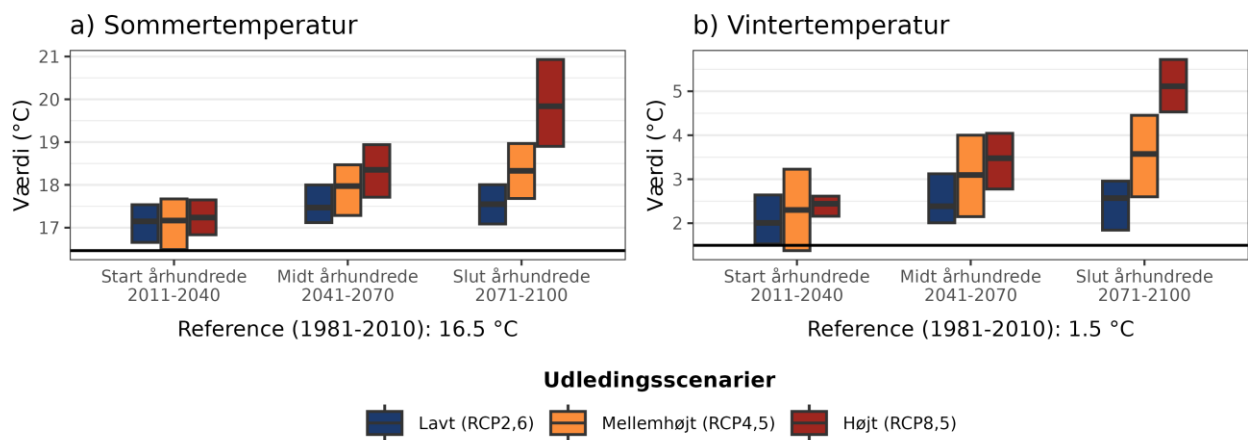 a) Sommertemperatur
Værdi (°C)
21
20
19
18
17
Start århundrede
2011-2040
Midt århundrede
2041-2070
Slut århundrede
2071-2100
Reference (1981-2010): 16.5 °C
b) Vintertemperatur
Værdi (°C)
5
4
3
2
Start århundrede
2011-2040
Midt århundrede
2041-2070
Slut århundrede
2071-2100
Reference (1981-2010): 1.5 °C
Udledingsscenarier
Lavt (RCP2,6)
Mellemhøjt (RCP4,5)
Højt (RCP8,5)